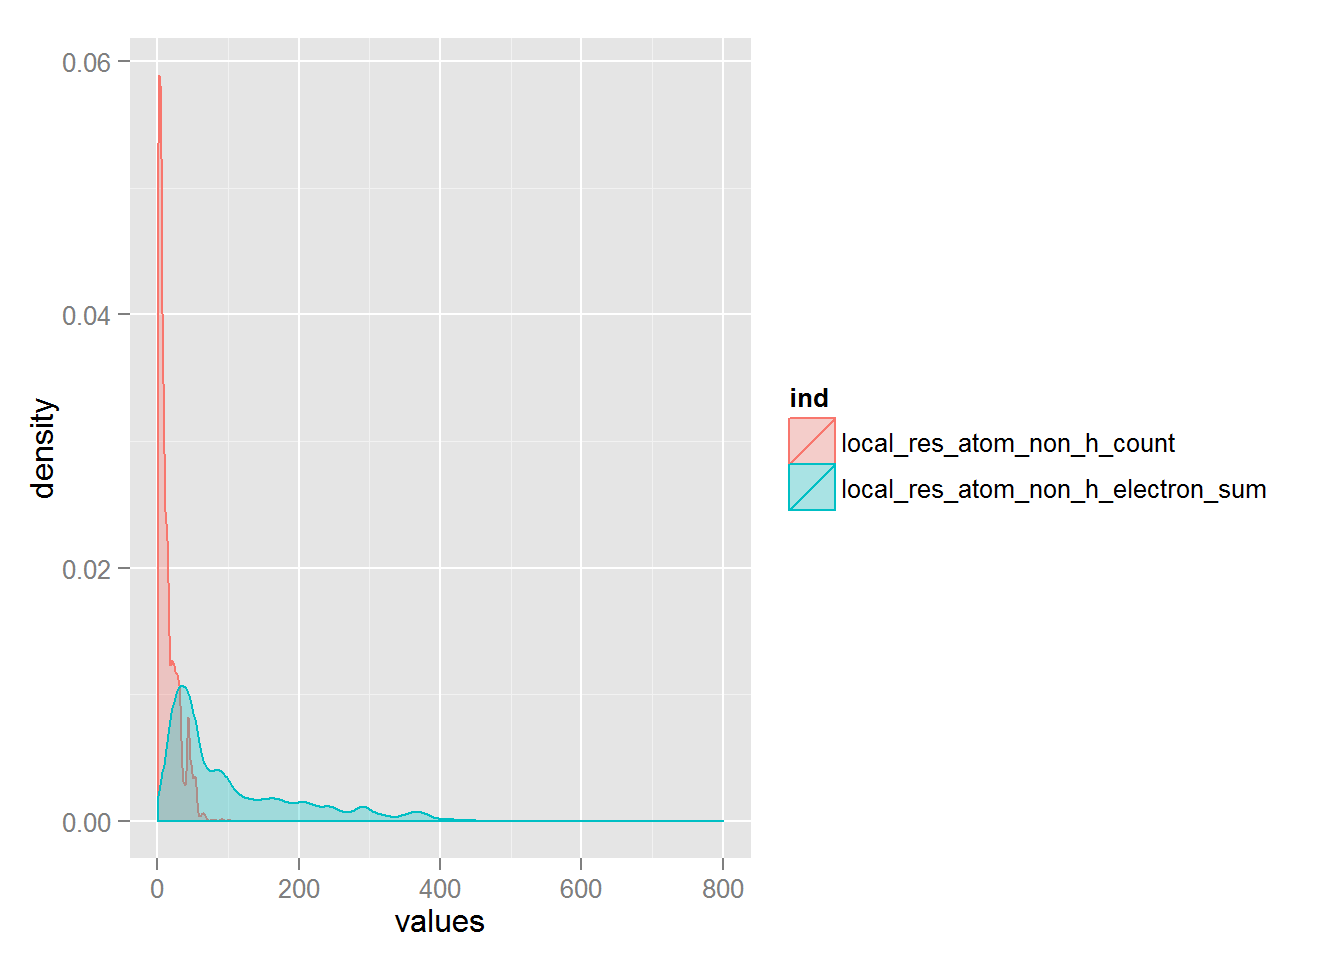 0.06
0.04
0.02
0.00
density
0
200
400
600
800
values
ind
local_res_atom_non_h_count
local_res_atom_non_h_electron_sum